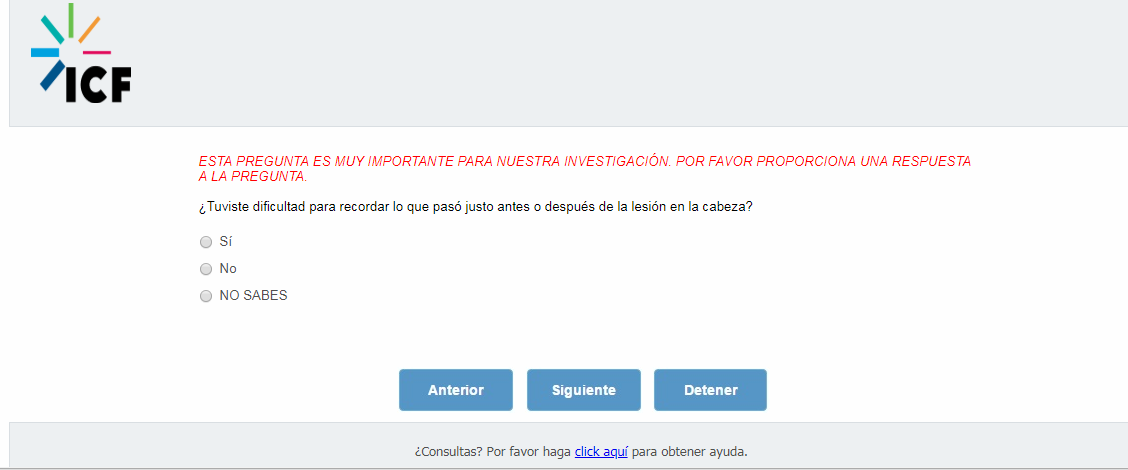 ICF
ESTA PREGUNTA ES MUY IMPORTANTE PARA NUESTRA INVESTIGACIÓN. POR FAVOR PROPORCIONA UNA RESPUESTA
A LA PREGUNTA.
¿Tuviste dificultad para recordar lo que pasó justo antes o después de la lesión en la cabeza?
Sí
No
NO SABES
Anterior Siguiente Detener
¿Consultas? Por favor haga click aquí para obtener ayuda.